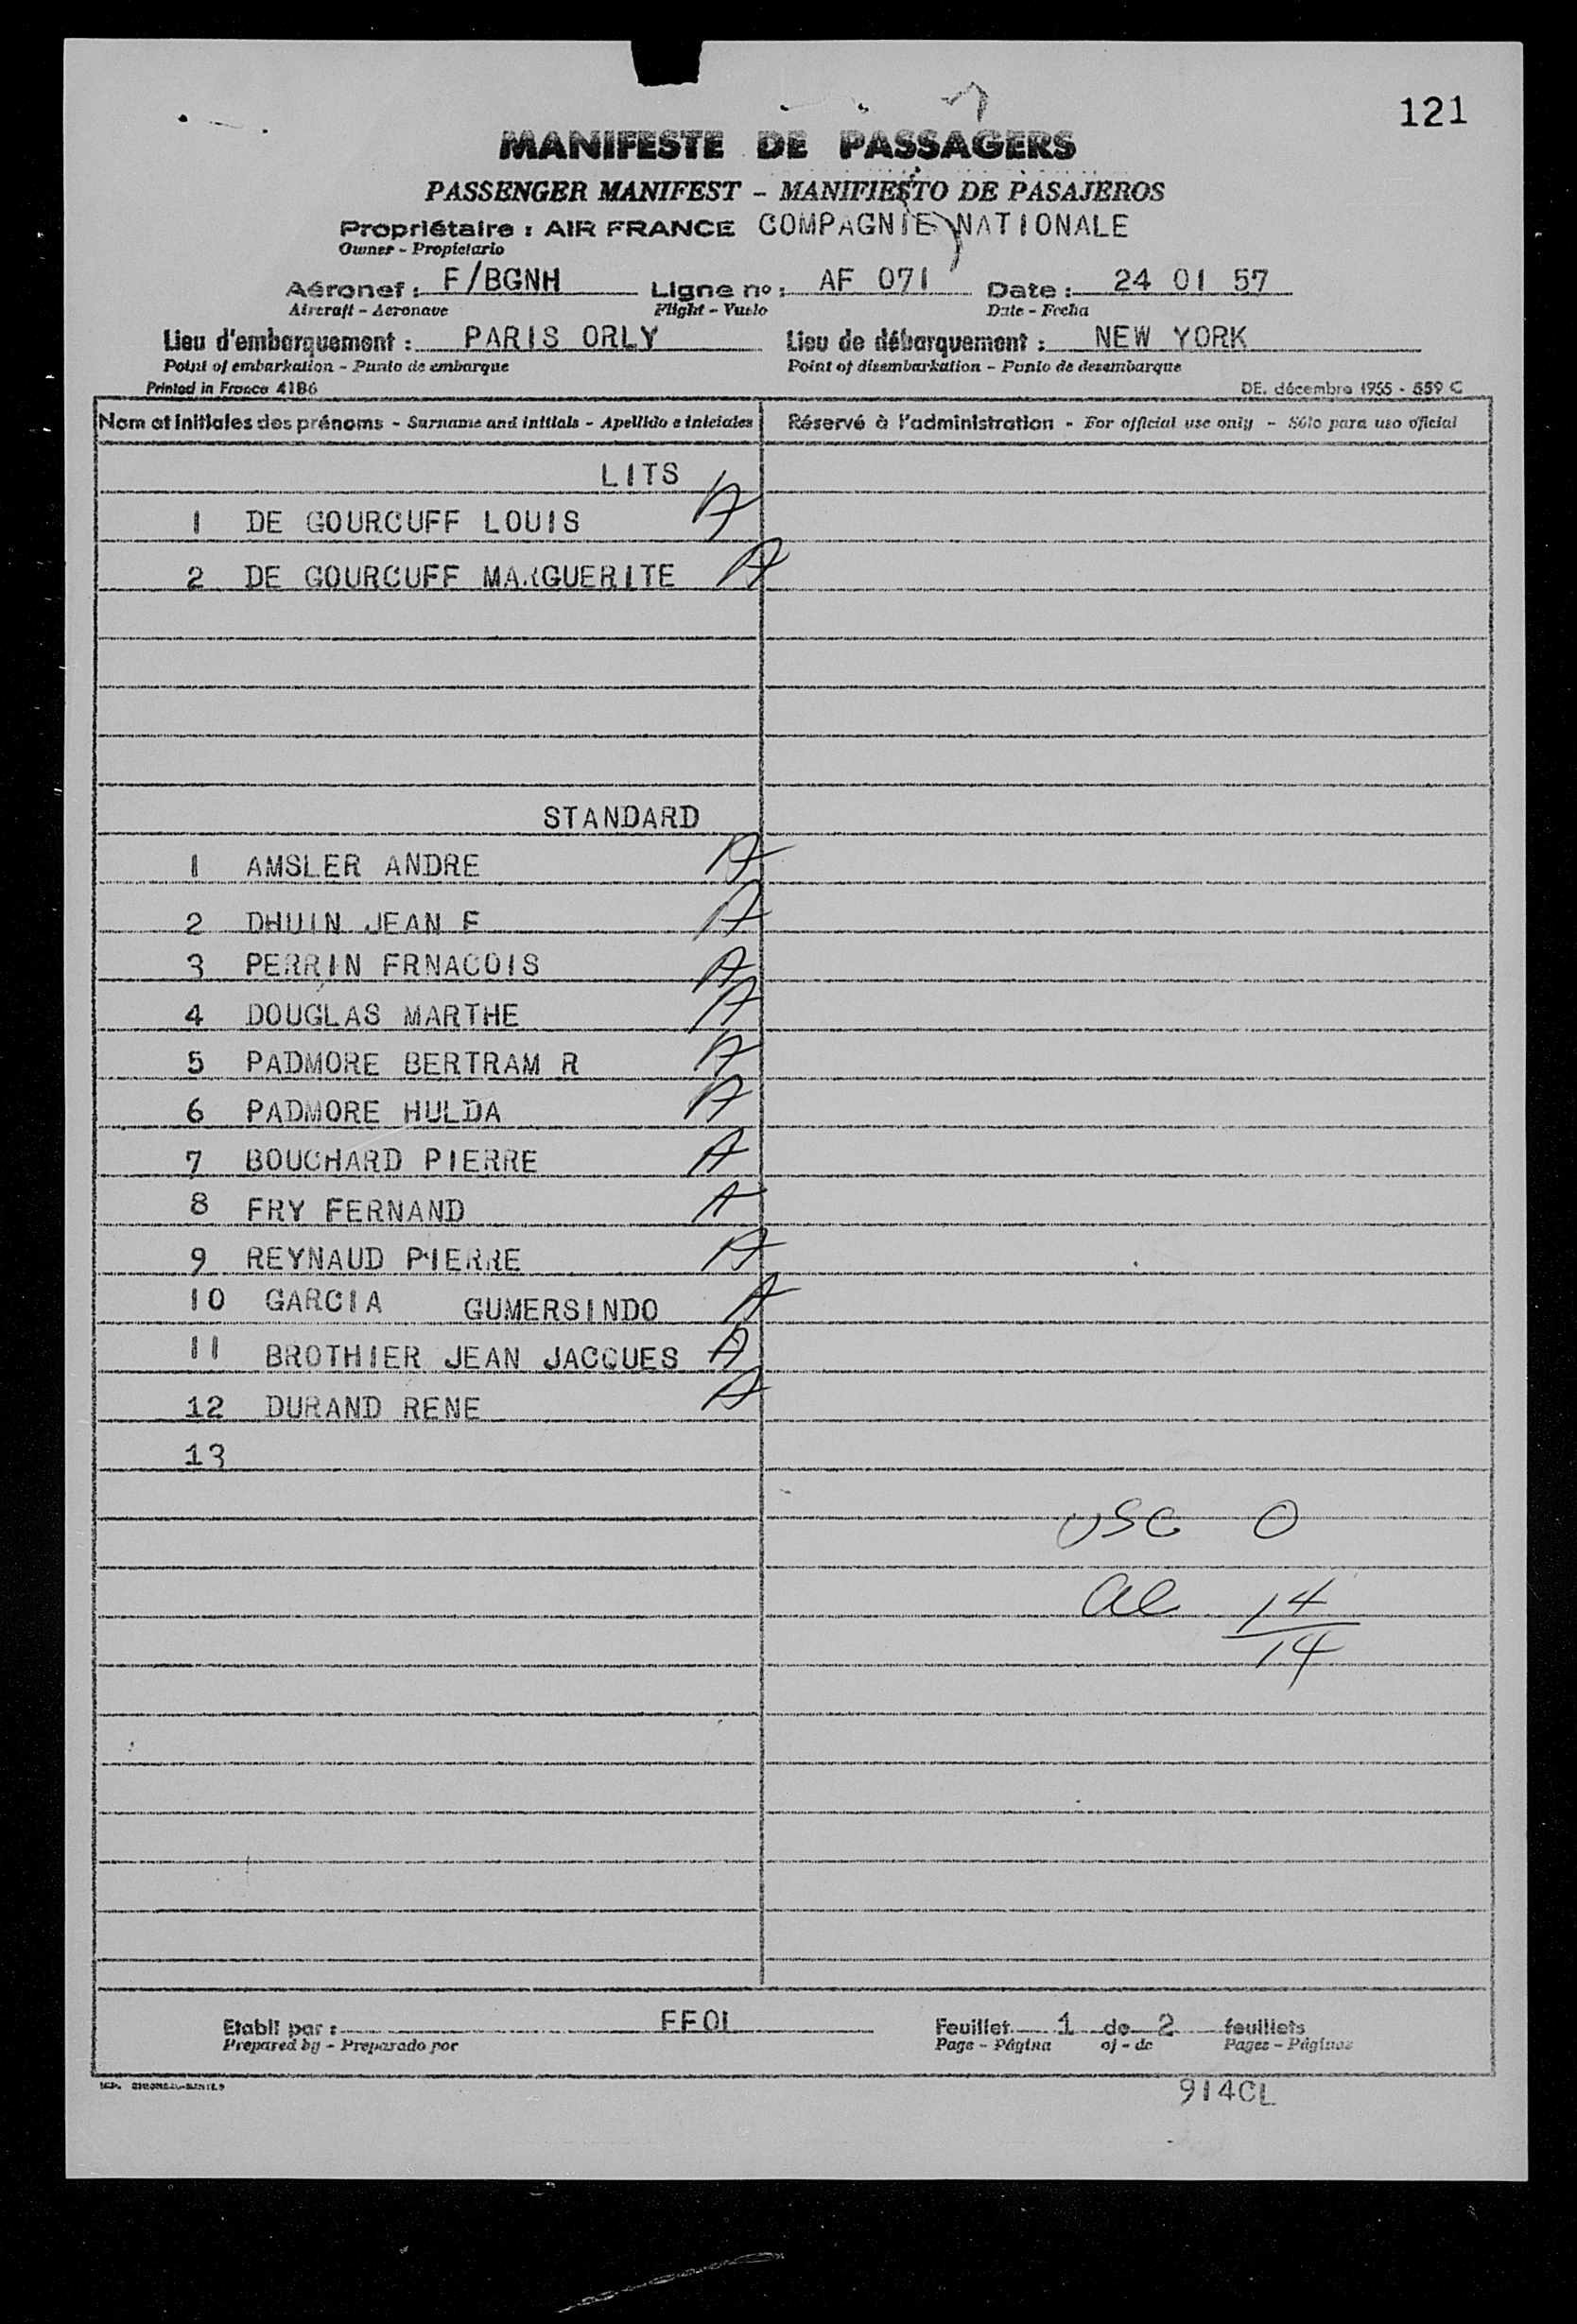 121
MANIFESTE DE PASSAGERS
PASSENGER MANIFEST - MANIFIESTO DE PASAJEROS
Propriétaire : AIR FRANCE COMPAGNIE NATIONALE
Owner - Propietario
Aéronef : F/BGNH Ligne no : AF 071 Date : 24 01 57
Aircraft - Aeronave Flight - Vuelo Date - Fecha
Lieu d'embarquement : PARIS ORLY Lieu de débarquement : NEW YORK
Point of embarkation - Punto de embarque Point of disembarkation - Punto de desembarque
Printed in France 4186 DE. décembre 1955 - 559 C
Nom et initiales des prénoms - Surname and initials - Apellido e iniciales Réservé à l'administration - For official use only - Sólo para uso oficial
LITS
1 DE GOURCUFF LOUIS A
2 DE GOURCUFF MARGUERITE A
STANDARD
1 AMSLER ANDRE A
2 DHUIN JEAN F A
3 PERRIN FRNACOIS A
4 DOUGLAS MARTHE A
5 PADMORE BERTRAM R A
6 PADMORE HULDA A
7 BOUCHARD PIERRE A
8 FRY FERNAND A
9 REYNAUD PIERRE A
10 GARCIA GUMERSINDO A
11 BROTHIER JEAN JACQUES A
12 DURAND RENE A
13
USC 0
al 14
14
Etabli par : FFOL Feuillet 1 de 2 feuillets
Prepared by - Preparado por Page - Página of - de Pages - Páginas
914CL